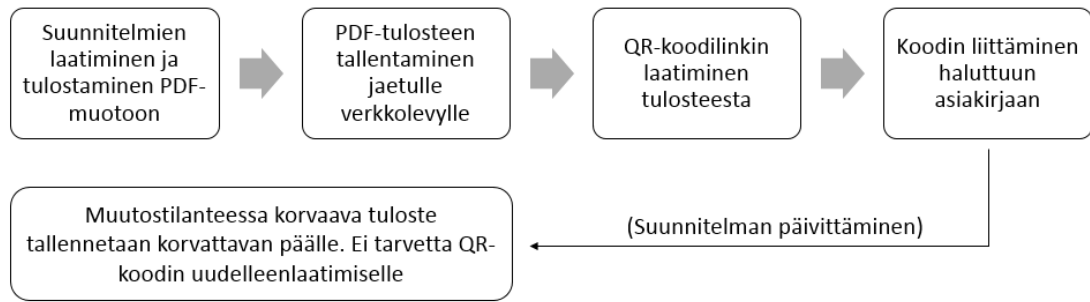 Suunnitelmien
laatiminen ja
tulostaminen PDF-
muotoon
PDF-tulosteen
tallentaminen
jaetulle
verkkolevylle
QR-koodilinkin
laatiminen
tulosteesta
Koodin liittäminen
haluttuun
asiakirjaan
(Suunnitelman päivittäminen)
Muutostilanteessa korvaava tuloste
tallennetaan korvattavan päälle. Ei tarvetta QR-
koodin uudelleenlaatimiselle